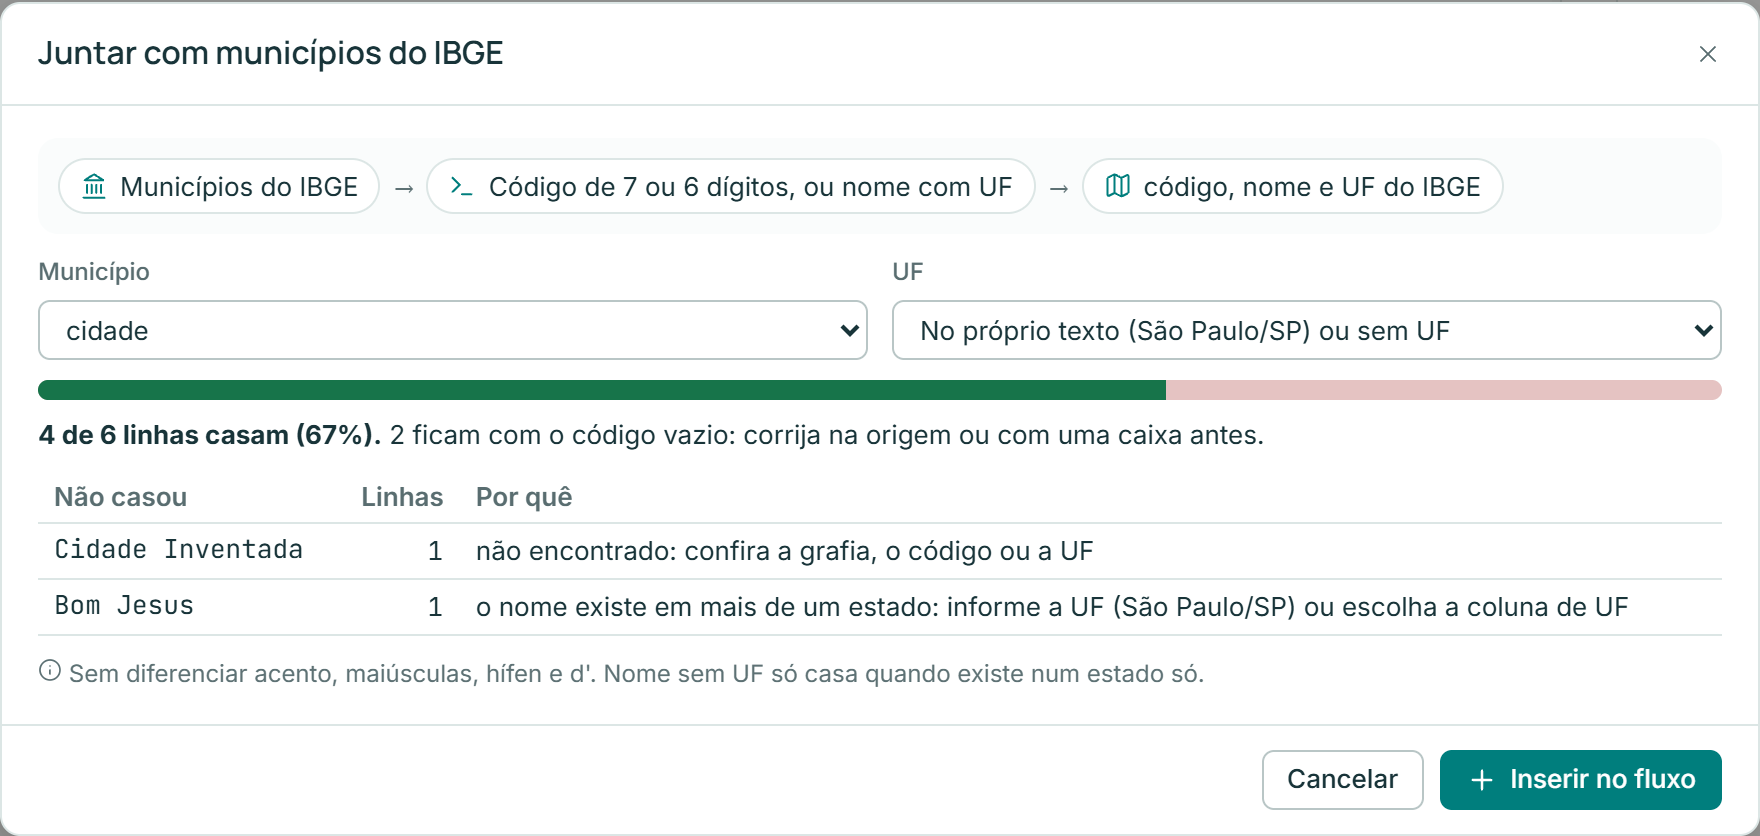 Juntar com municípios do IBGE
Municípios do IBGE → Código de 7 ou 6 dígitos, ou nome com UF → código, nome e UF do IBGE
Município
UF
cidade
No próprio texto (São Paulo/SP) ou sem UF
4 de 6 linhas casam (67%). 2 ficam com o código vazio: corrija na origem ou com uma caixa antes.
Não casou Linhas Por quê
Cidade Inventada 1 não encontrado: confira a grafia, o código ou a UF
Bom Jesus 1 o nome existe em mais de um estado: informe a UF (São Paulo/SP) ou escolha a coluna de UF
Sem diferenciar acento, maiúsculas, hífen e d'. Nome sem UF só casa quando existe num estado só.
Cancelar
+ Inserir no fluxo